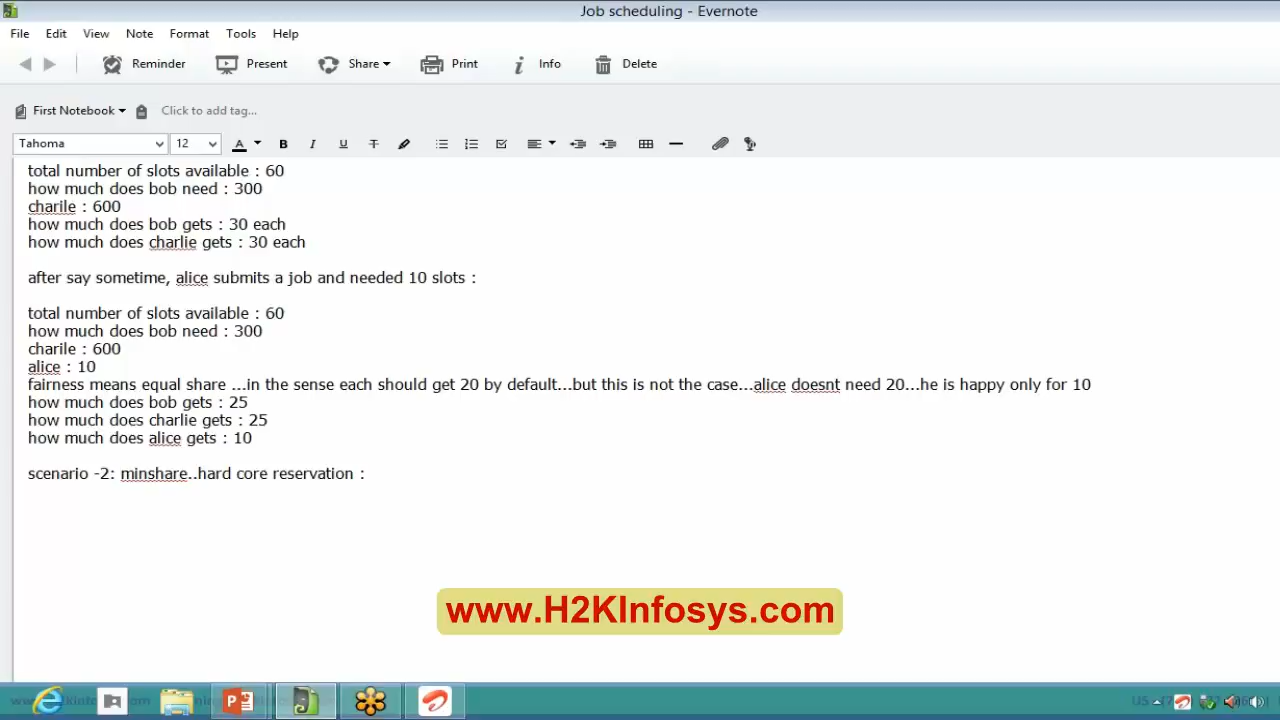 Job scheduling - Evernote
File Edit View Note Format Tools Help
Reminder Present Share Print Info Delete
First Notebook Click to add tag...
Tahoma 12 A B I U T
total number of slots available : 60
how much does bob need : 300
charile : 600
how much does bob gets : 30 each
how much does charlie gets : 30 each
after say sometime, alice submits a job and needed 10 slots :
total number of slots available : 60
how much does bob need : 300
charile : 600
alice : 10
fairness means equal share ...in the sense each should get 20 by default...but this is not the case...alice doesnt need 20...he is happy only for 10
how much does bob gets : 25
how much does charlie gets : 25
how much does alice gets : 10
scenario -2: minshare..hard core reservation :
www.H2KInfosys.com